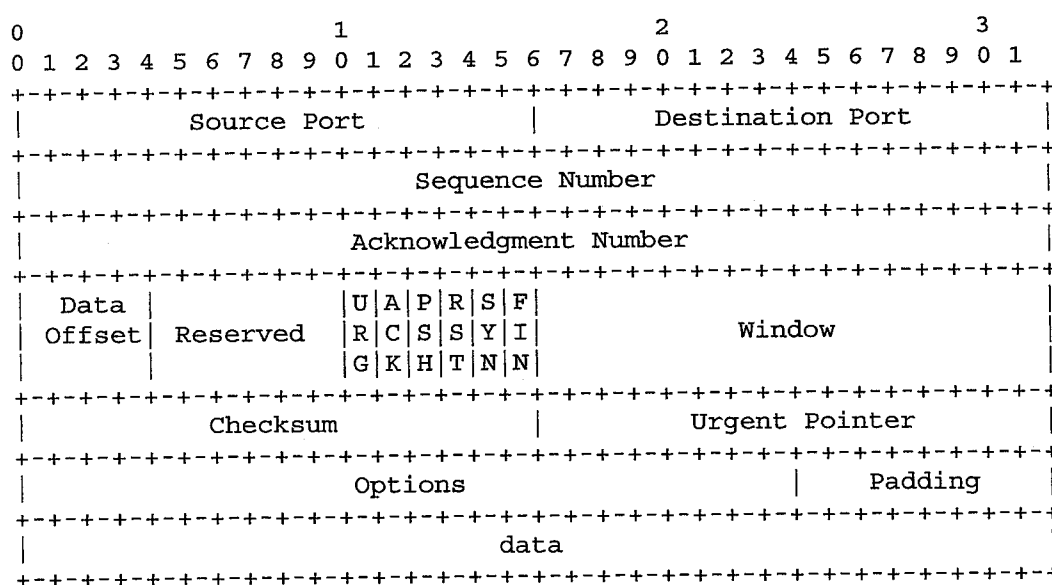 0                   1                   2                   3
0 1 2 3 4 5 6 7 8 9 0 1 2 3 4 5 6 7 8 9 0 1 2 3 4 5 6 7 8 9 0 1
+-+-+-+-+-+-+-+-+-+-+-+-+-+-+-+-+-+-+-+-+-+-+-+-+-+-+-+-+-+-+-+-+
| Source Port | Destination Port |
+-+-+-+-+-+-+-+-+-+-+-+-+-+-+-+-+-+-+-+-+-+-+-+-+-+-+-+-+-+-+-+-+
| Sequence Number |
+-+-+-+-+-+-+-+-+-+-+-+-+-+-+-+-+-+-+-+-+-+-+-+-+-+-+-+-+-+-+-+-+
| Acknowledgment Number |
+-+-+-+-+-+-+-+-+-+-+-+-+-+-+-+-+-+-+-+-+-+-+-+-+-+-+-+-+-+-+-+-+
| Data | |U|A|P|R|S|F| |
| Offset| Reserved |R|C|S|S|Y|I| Window |
| | |G|K|H|T|N|N| |
+-+-+-+-+-+-+-+-+-+-+-+-+-+-+-+-+-+-+-+-+-+-+-+-+-+-+-+-+-+-+-+-+
| Checksum | Urgent Pointer |
+-+-+-+-+-+-+-+-+-+-+-+-+-+-+-+-+-+-+-+-+-+-+-+-+-+-+-+-+-+-+-+-+
| Options | Padding |
+-+-+-+-+-+-+-+-+-+-+-+-+-+-+-+-+-+-+-+-+-+-+-+-+-+-+-+-+-+-+-+-+
| data
+-+-+-+-+-+-+-+-+-+-+-+-+-+-+-+-+-+-+-+-+-+-+-+-+-+-+-+-+-+-+-+-+